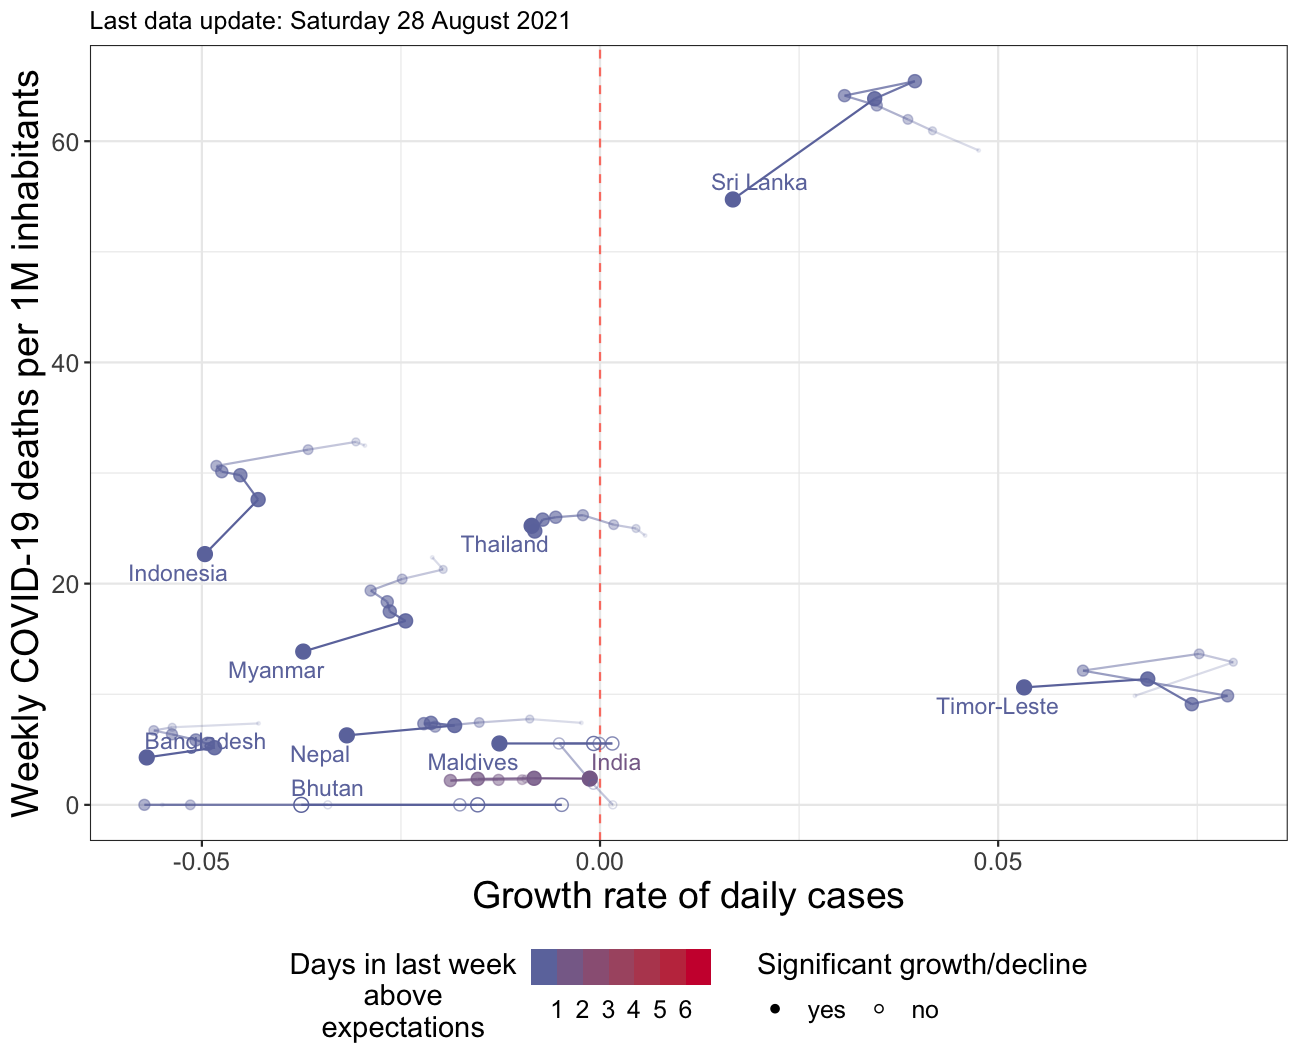 Last data update: Saturday 28 August 2021
Weekly COVID-19 deaths per 1M inhabitants
60
40
20
0
Sri Lanka
Thailand
Indonesia
Myanmar
Timor-Leste
Bangladesh
Nepal
Maldives
India
Bhutan
-0.05
0.00
0.05
Growth rate of daily cases
Days in last week
above
expectations
1 2 3 4 5 6
Significant growth/decline
yes no